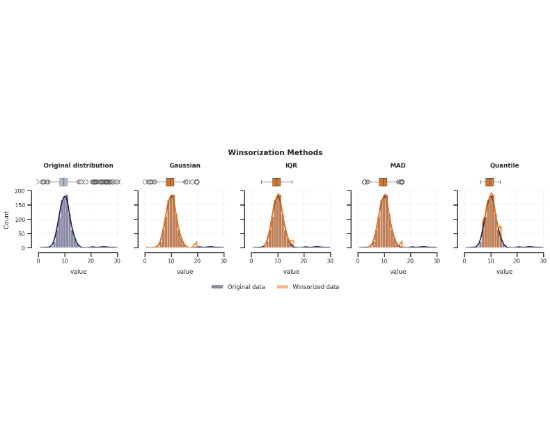 Winsorization Methods
Original distribution Gaussian IQR MAD Quantile
200
150
100
50
0
Count
0 10 20 30 0 10 20 30 0 10 20 30 0 10 20 30 0 10 20 30
value value value value value
Original data Winsorized data